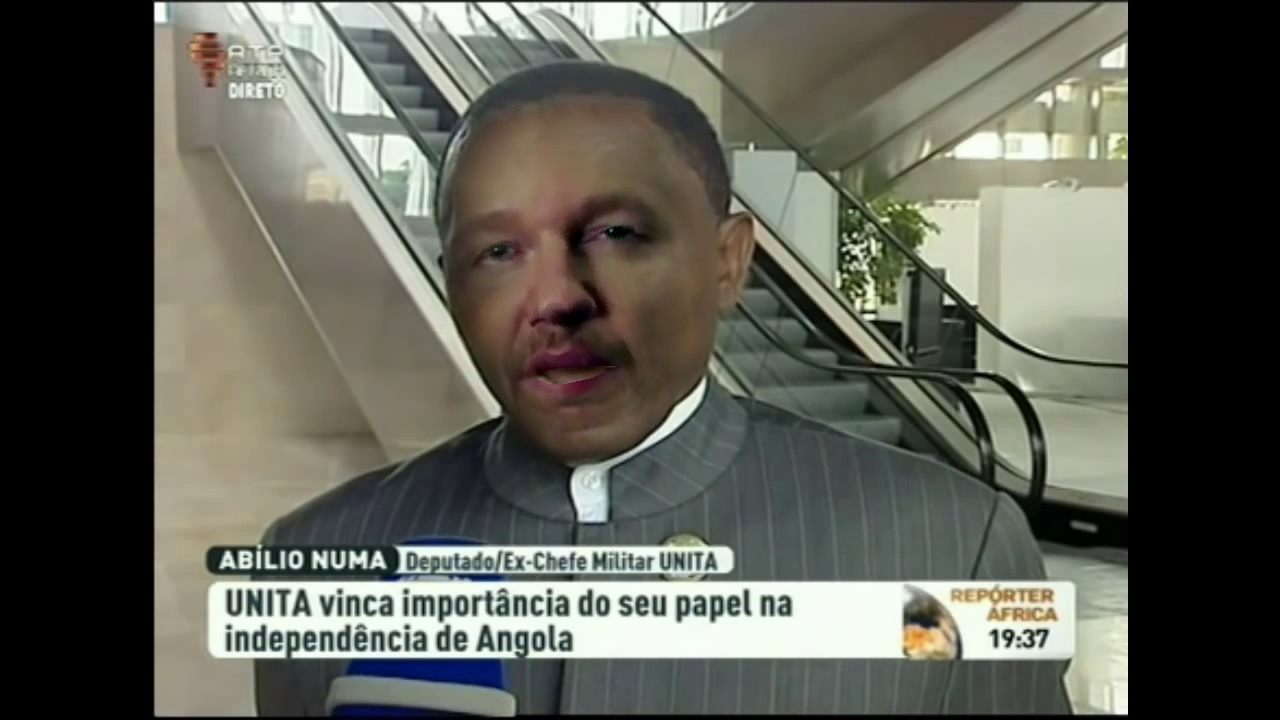 DIRETO
ABÍLIO NUMA
Deputado/Ex-Chefe Militar UNITA
UNITA vinca importância do seu papel na
independência de Angola
REPÓRTER
ÁFRICA
19:37